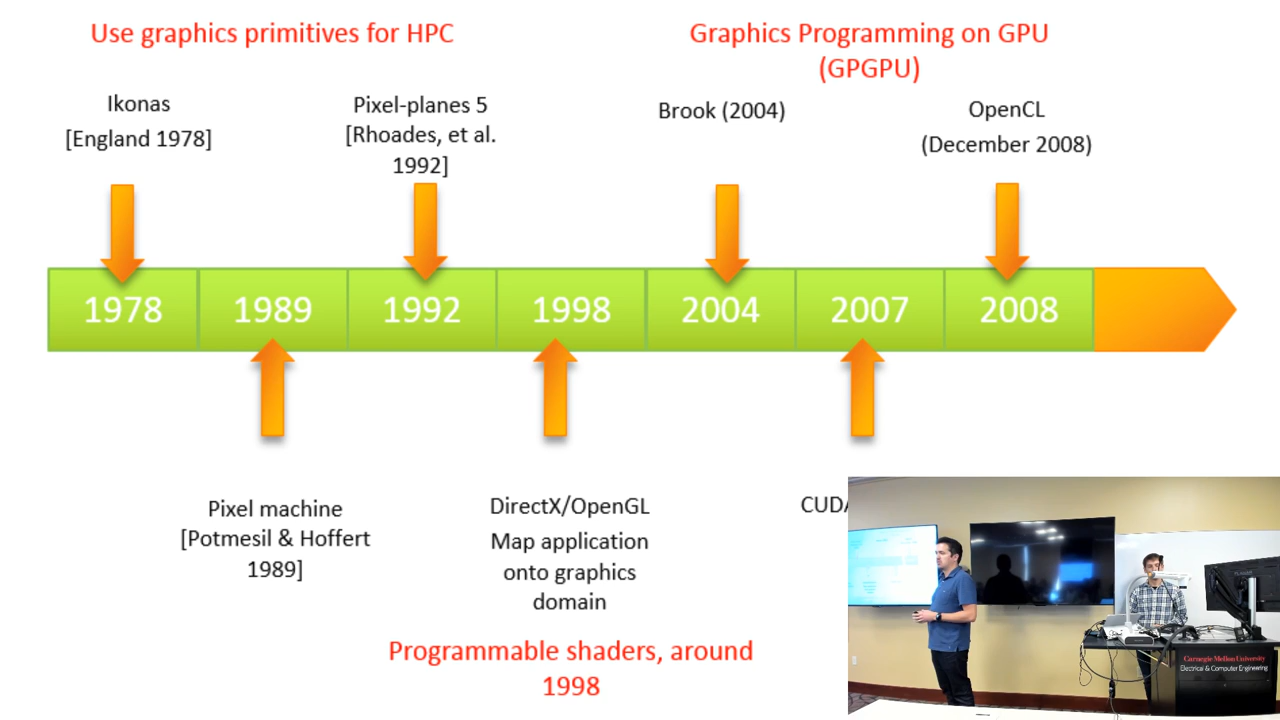 Use graphics primitives for HPC
Graphics Programming on GPU
(GPGPU)
Ikonas
[England 1978]
Pixel-planes 5
[Rhoades, et al.
1992]
Brook (2004)
OpenCL
(December 2008)
1978
1989
1992
1998
2004
2007
2008
Pixel machine
[Potmesil & Hoffert
1989]
DirectX/OpenGL
Map application
onto graphics
domain
CUDA
Programmable shaders, around
1998
Carnegie Mellon University
Electrical & Computer Engineering